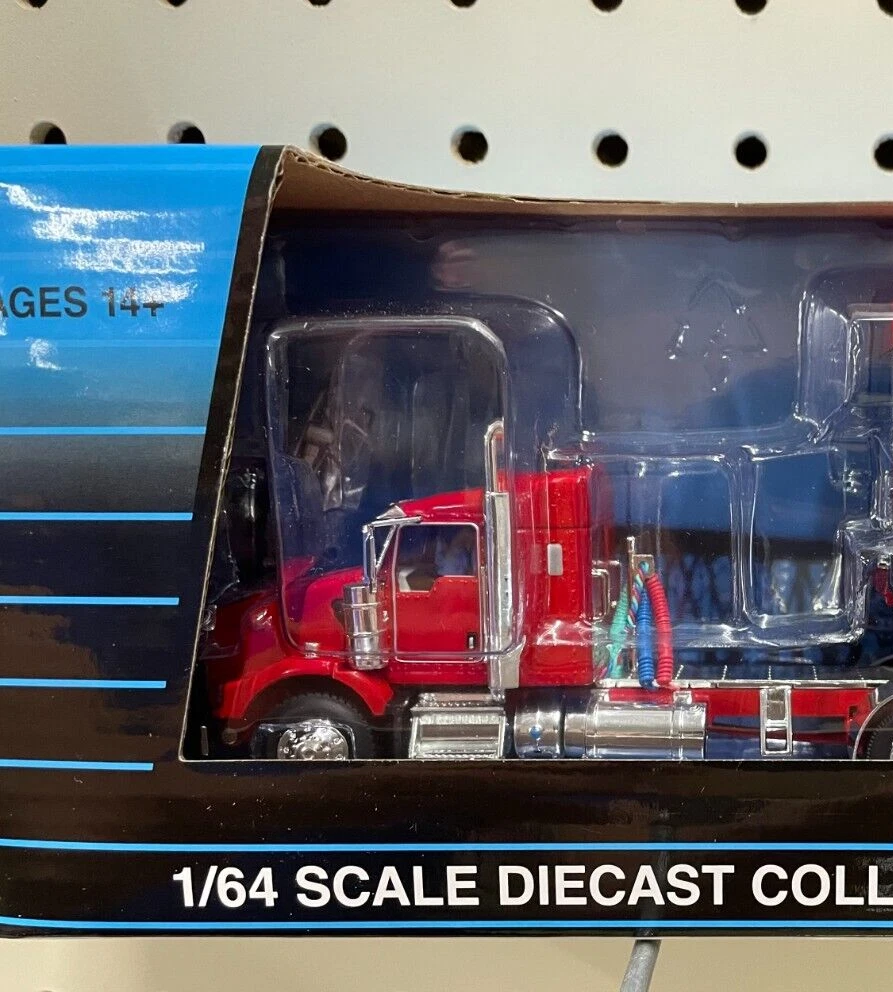 AGES 14+
1/64 SCALE DIECAST COLL